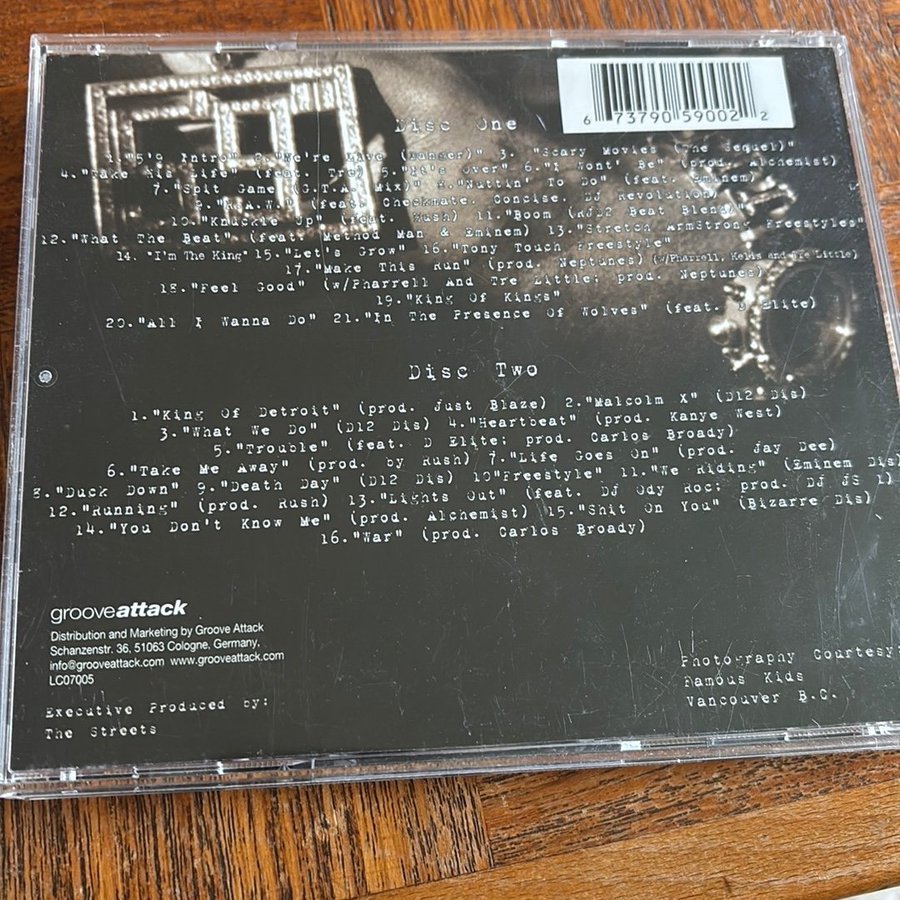 6 73790 59002 2
Disc One
1."5'9 Intro" 2."We're Live (Danger)" 3. "Scary Movies (The Sequel)"
4."Take His Life" (feat. Tre) 5."It's Over" 6."I Wont' Be" (prod. Alchemist)
7."Spit Game (G.T.A. Mix)" 8."Nuttin' To Do" (feat. Eminem)
9."R.A.W." (feat. Checkmate, Concise, DJ Revolution)
10."Knuckle Up" (feat. Kush) 11."Boom (RJD2 Beat Blend)"
12."What The Beat" (feat. Method Man & Eminem) 13."Stretch ArmStrong Freestyles"
14. "I'm The King" 15."Let's Grow" 16."Tony Touch Freestyle"
17."Make This Run" (prod. Neptunes) (w/Pharrell, Kelis and Tre Little)
18."Feel Good" (w/Pharrell And Tre Little; prod. Neptunes)
19."King Of Kings"
20."All I Wanna Do" 21."In The Presence Of Wolves" (feat. D Elite)
Disc Two
1."King Of Detroit" (prod. Just Blaze) 2."Malcolm X" (D12 Dis)
3."What We Do" (D12 Dis) 4."Heartbeat" (prod. Kanye West)
5."Trouble" (feat. D Elite; prod. Carlos Broady)
6."Take Me Away" (prod. by Rush) 7."Life Goes On" (prod. Jay Dee)
8."Duck Down" 9."Death Day" (D12 Dis) 10"Freestyle" 11."We Riding" (Eminem Dis)
12."Running" (prod. Rush) 13."Lights Out" (feat. DJ Ody Roc; prod. DJ JS 1)
14."You Don't Know Me" (prod. Alchemist) 15."Shit On You" (Bizarre Dis)
16."War" (prod. Carlos Broady)
grooveattack
Distribution and Marketing by Groove Attack
Schanzenstr. 36, 51063 Cologne, Germany,
info@grooveattack.com www.grooveattack.com
LC07005
Executive Produced by:
The Streets
Photography Courtesy:
Famous Kids
Vancouver B.C.